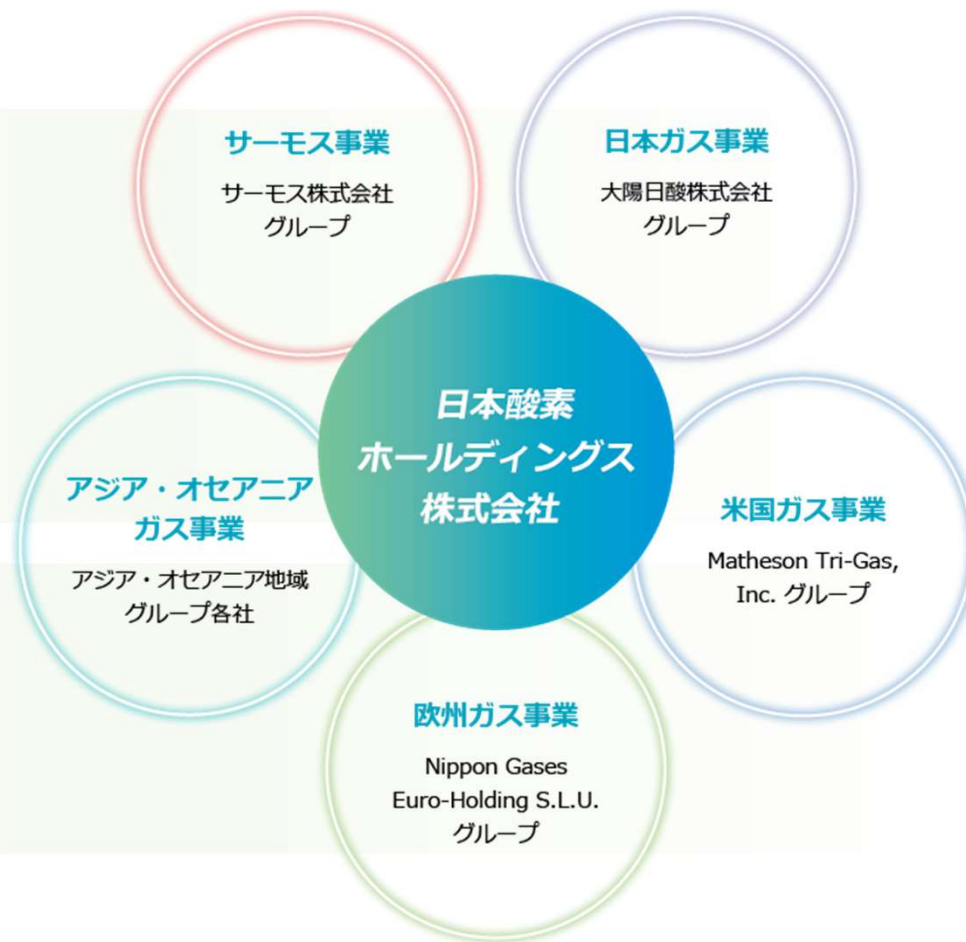 サーモス事業
サーモス株式会社
グループ
日本ガス事業
大陽日酸株式会社
グループ
日本酸素
ホールディングス
株式会社
アジア・オセアニア
ガス事業
アジア・オセアニア地域
グループ各社
米国ガス事業
Matheson Tri-Gas,
Inc. グループ
欧州ガス事業
Nippon Gases
Euro-Holding S.L.U.
グループ